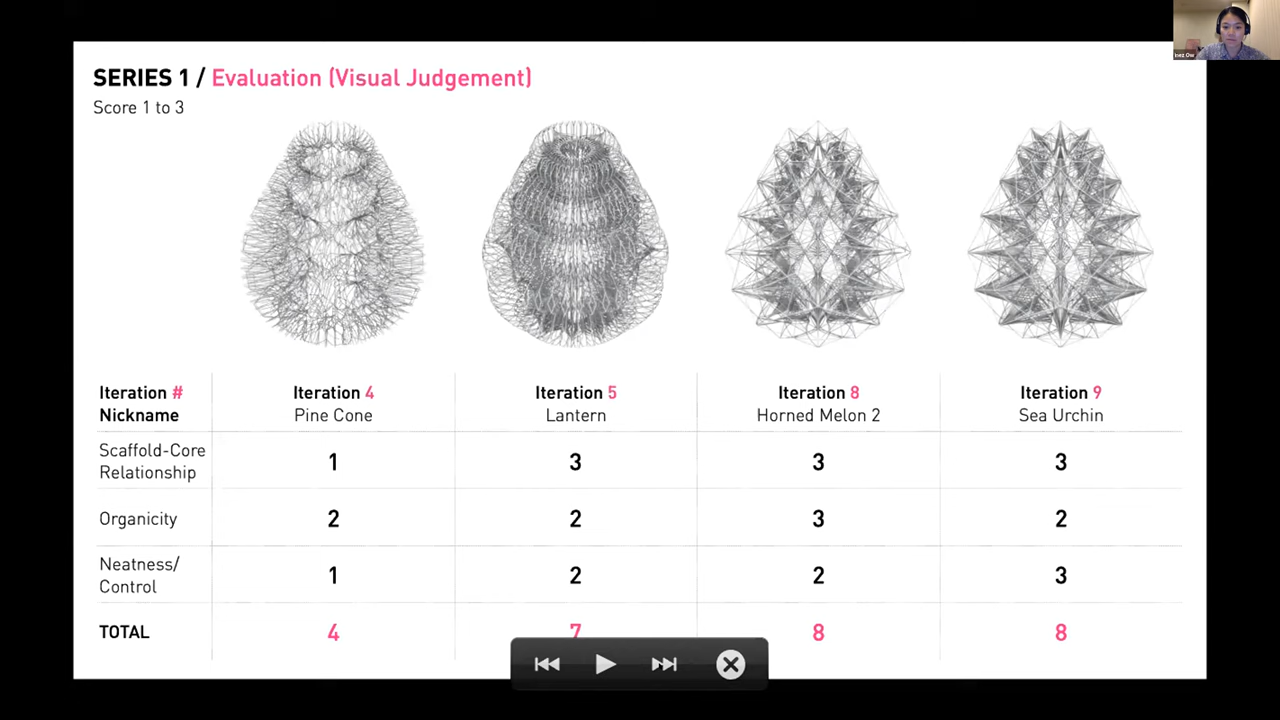 SERIES 1 / Evaluation (Visual Judgement)
Score 1 to 3
Iteration # Iteration 4 Iteration 5 Iteration 8 Iteration 9
Nickname Pine Cone Lantern Horned Melon 2 Sea Urchin
Scaffold-Core
Relationship 1 3 3 3
Organicity 2 2 3 2
Neatness/
Control 1 2 2 3
TOTAL 4 7 8 8